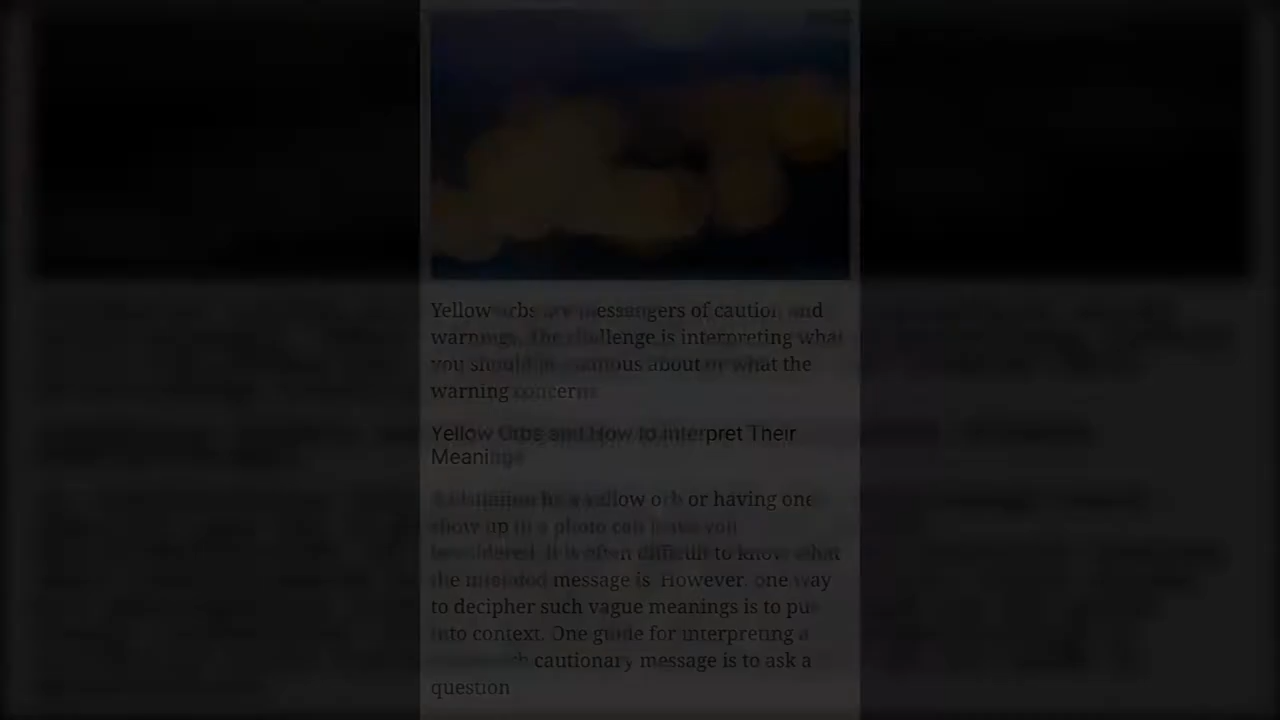 Yellow orbs are messengers of caution and
warnings. The challenge is interpreting what
you should be cautious about or what the
warning concerns
Yellow Orbs and How to Interpret Their
Meanings
by a yellow orb or having one
show up in a photo can leave you
bewildered. It is often difficult to know what
the intended message is. However, one way
to decipher such vague meanings is to put
into context. One guide for interpreting a
cautionary message is to ask a
question